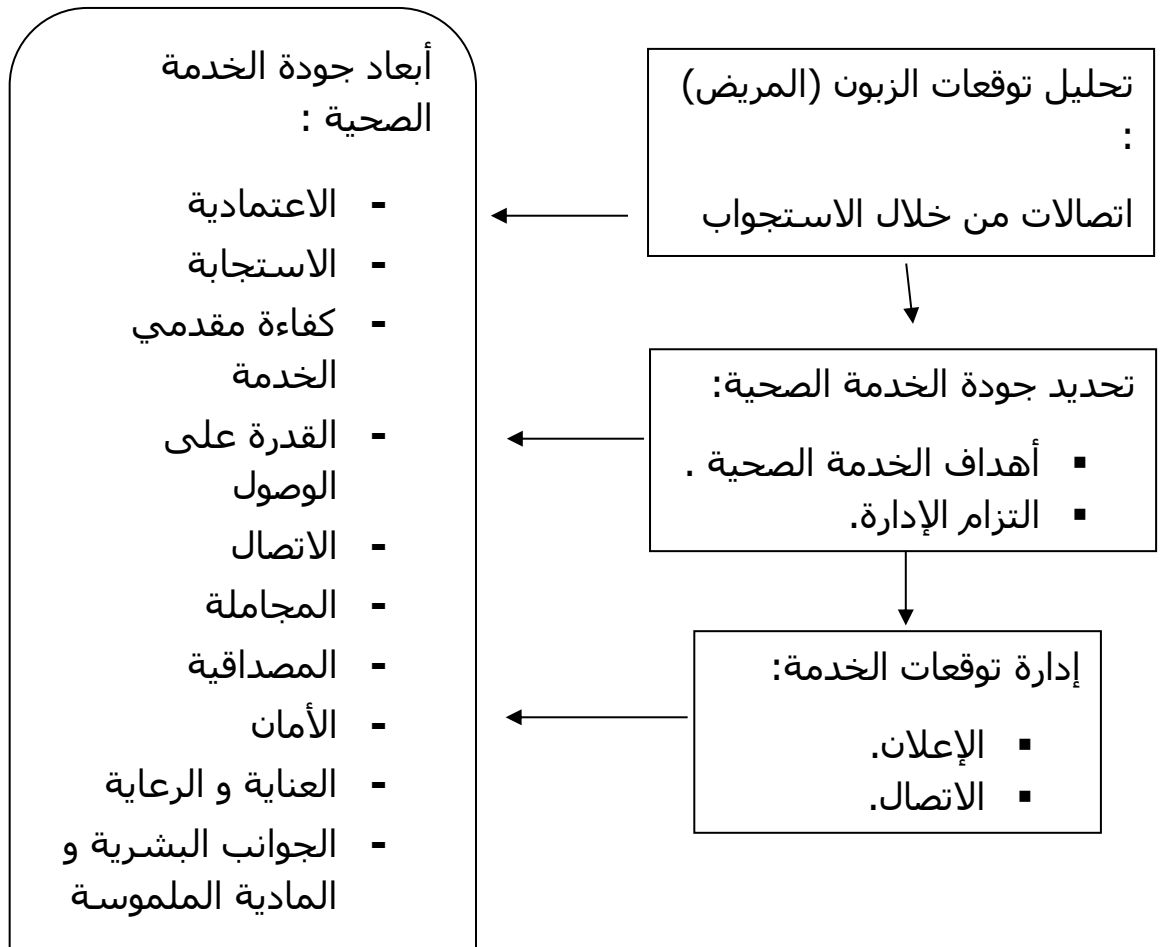 تحليل توقعات الزبون (المريض)
:
اتصالات من خلال الاستجواب
تحديد جودة الخدمة الصحية:
▪ أهداف الخدمة الصحية .
▪ التزام الإدارة.
إدارة توقعات الخدمة:
▪ الإعلان.
▪ الاتصال.
أبعاد جودة الخدمة
الصحية :
- الاعتمادية
- الاستجابة
- كفاءة مقدمي
الخدمة
- القدرة على
الوصول
- الاتصال
- المجاملة
- المصداقية
- الأمان
- العناية و الرعاية
- الجوانب البشرية و
المادية الملموسة